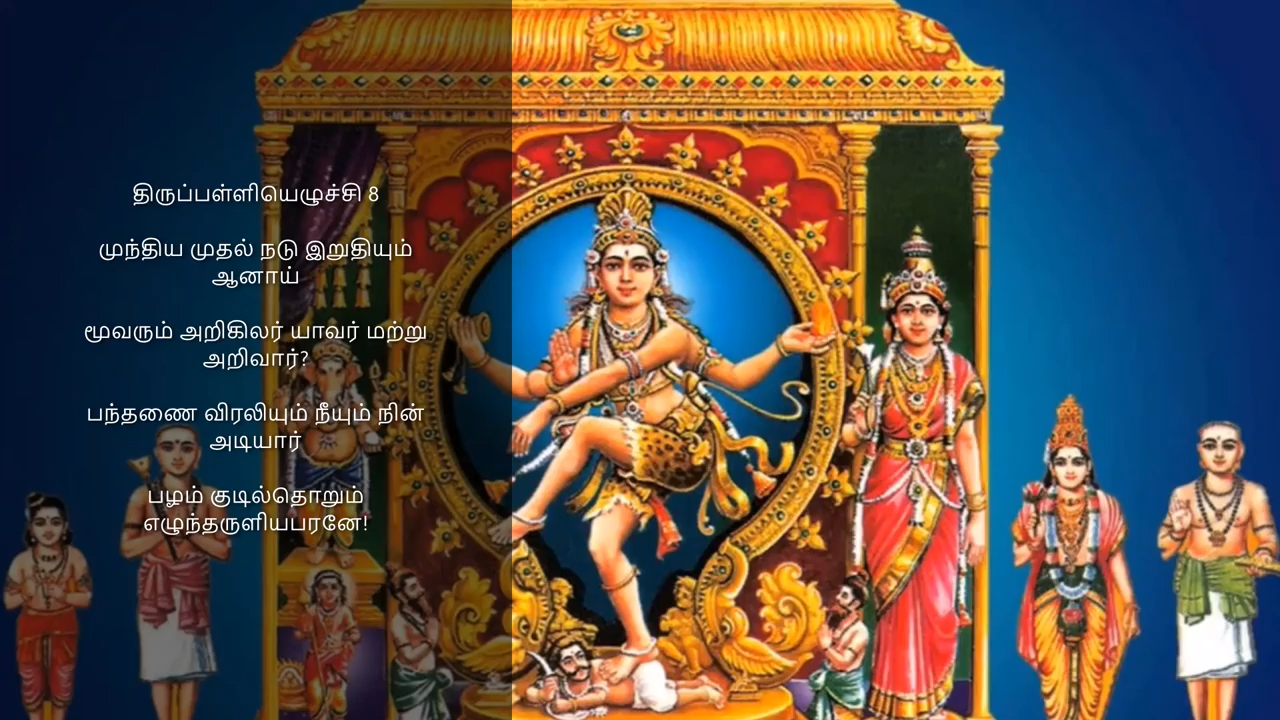 திருப்பள்ளியெழுச்சி 8
முந்திய முதல் நடு இறுதியும்
ஆனாய்
மூவரும் அறிகிலர் யாவர் மற்று
அறிவார்?
பந்தணை விரலியும் நீயும் நின்
அடியார்
பழம் குடில்தொறும்
எழுந்தருளியபரனே!